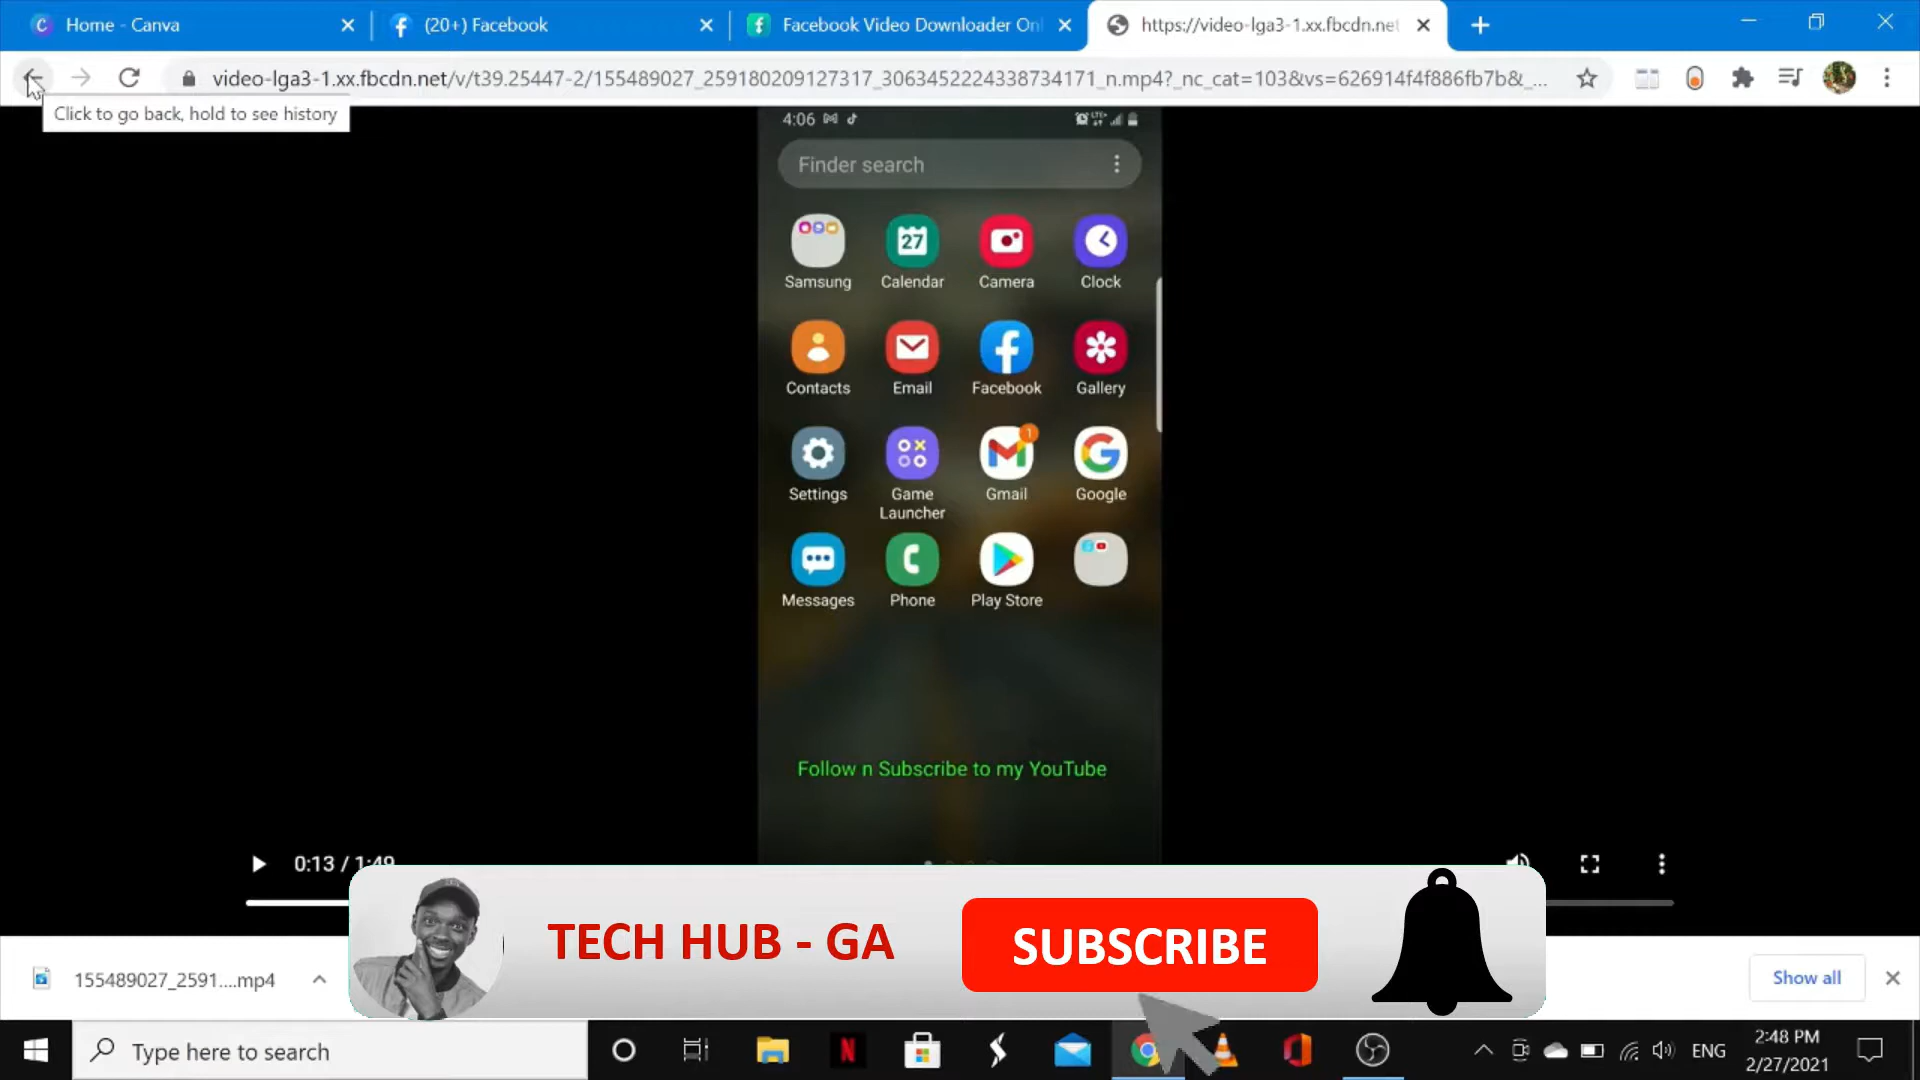 Home - Canva
(20+) Facebook
Facebook Video Downloader Onl
https://video-lga3-1.xx.fbcdn.net
video-lga3-1.xx.fbcdn.net/v/t39.25447-2/155489027_259180209127317_3063452224338734171_n.mp4?_nc_cat=103&vs=626914f4f886fb7b&_...
Click to go back, hold to see history
4:06
Finder search
Samsung
Calendar
Camera
Clock
27
Contacts
Email
Facebook
Gallery
1
Settings
Game Launcher
Gmail
Google
Messages
Phone
Play Store
Follow n Subscribe to my YouTube
0:13 / 1:49
TECH HUB - GA
SUBSCRIBE
155489027_2591....mp4
Show all
Type here to search
ENG
2:48 PM
2/27/2021